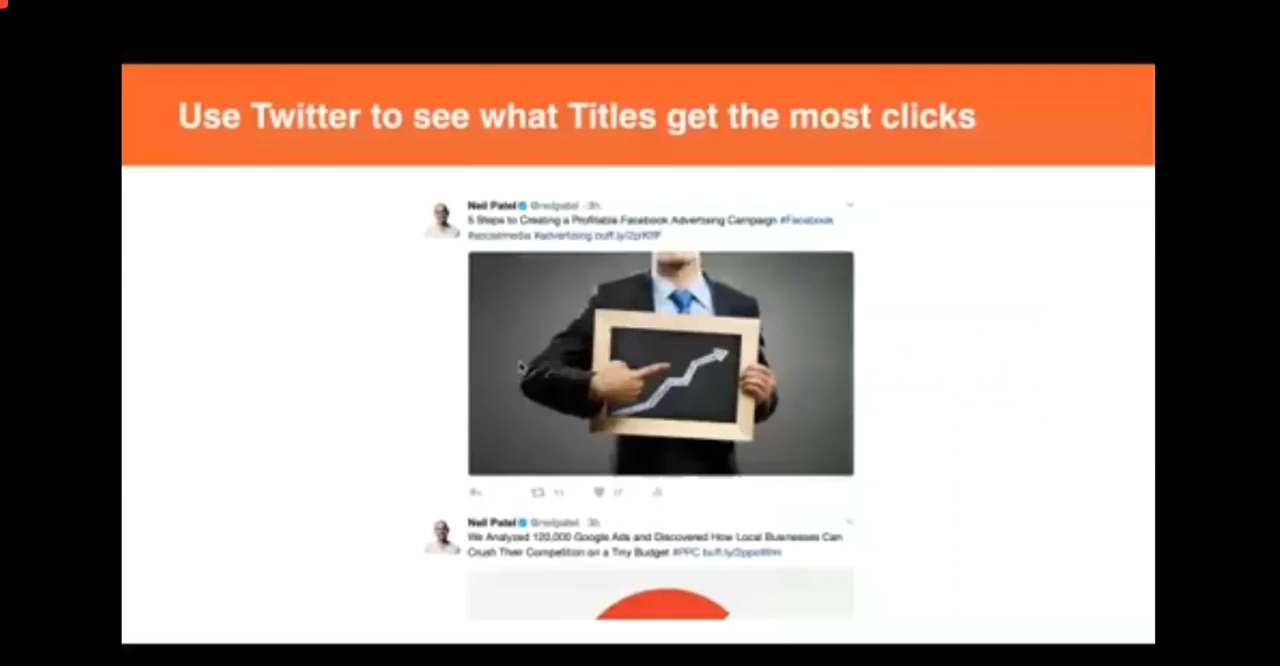 Use Twitter to see what Titles get the most clicks
Neil Patel @neilpatel · 3h
5 Steps to Creating a Profitable Facebook Advertising Campaign #Facebook
#socialmedia #advertising
Neil Patel @neilpatel · 3h
We Analyzed 120,000 Google Ads and Discovered How Local Businesses Can
Crush Their Competition on a Tiny Budget #PPC